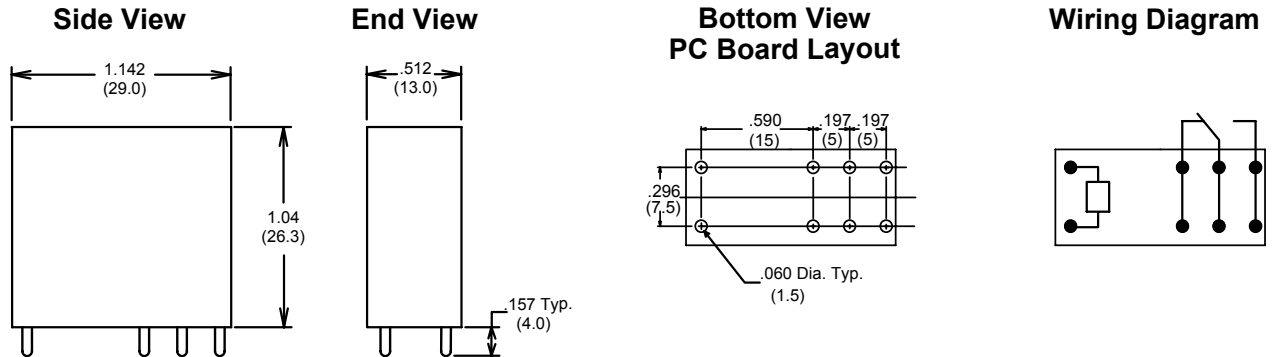 Side View
1.142
(29.0)
1.04
(26.3)
End View
.512
(13.0)
.157 Typ.
(4.0)
Bottom View
PC Board Layout
.590
(15)
.197
(5)
.197
(5)
.296
(7.5)
.060 Dia. Typ.
(1.5)
Wiring Diagram